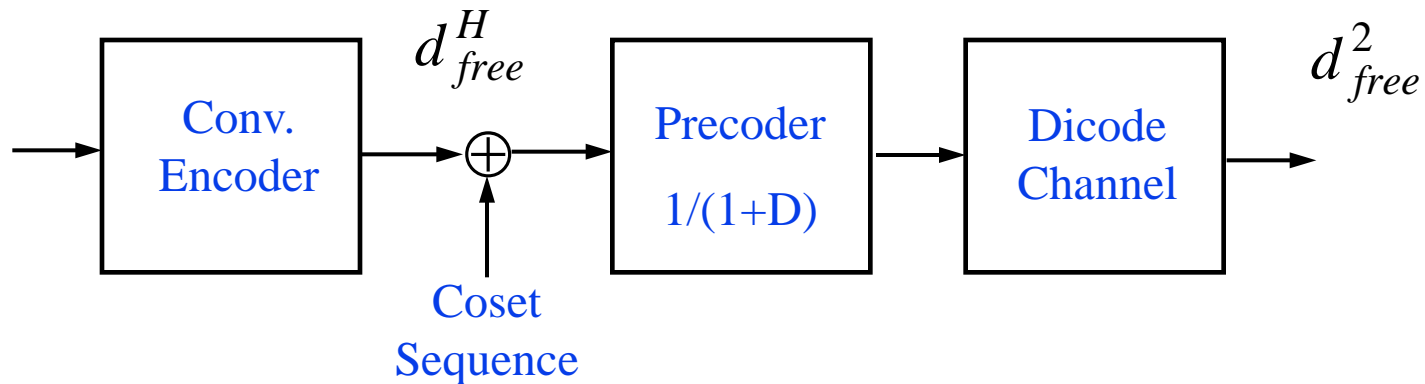 d^H_free
d^2_free
Conv.
Encoder
Precoder
1/(1+D)
Dicode
Channel
Coset
Sequence